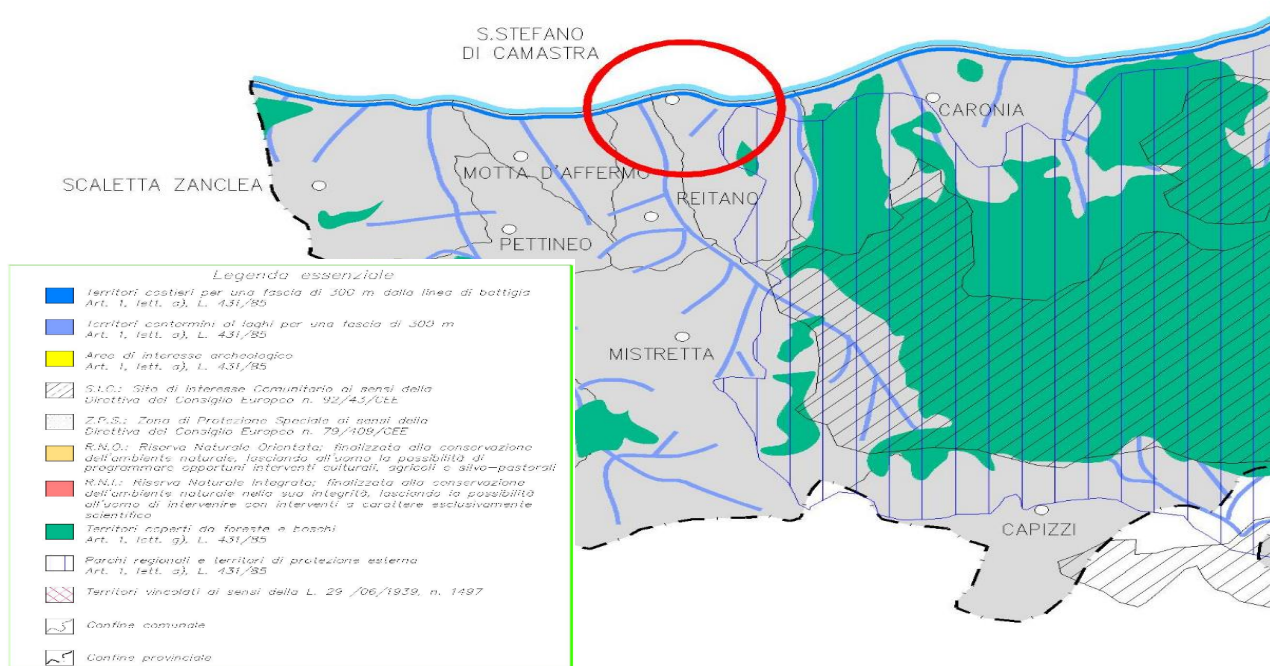 S.STEFANO
DI CAMASTRA
CARONIA
MOTTA D'AFFERMO
SCALETTA ZANCLEA
REITANO
PETTINEO
MISTRETTA
CAPIZZI
Legenda essenziale
Territori costieri per una fascia di 300 m dalla linea di battigia
Art. 1, lett. a), L. 431/85
Territori contermini ai laghi per una fascia di 300 m
Art. 1, lett. a), L. 431/85
Aree di interesse archeologico
Art. 1, lett. a), L. 431/85
S.I.C.: Sito di Interesse Comunitario ai sensi della
Direttiva del Consiglio Europeo n. 92/43/CEE
Z.P.S.: Zona di Protezione Speciale ai sensi della
Direttiva del Consiglio Europeo n. 79/409/CEE
R.N.O.: Riserva Naturale Orientata; finalizzata alla conservazione
dell'ambiente naturale, lasciando all'uomo la possibilità di
programmare opportuni interventi culturali, agricoli e silvo-pastorali
R.N.I.: Riserva Naturale Integrata; finalizzata alla conservazione
dell'ambiente naturale nella sua integrità, lasciando la possibilità
all'uomo di intervenire con interventi a carattere esclusivamente
scientifico
Territori coperti da foreste e boschi
Art. 1, lett. g), L. 431/85
Parchi regionali e territori di protezione esterna
Art. 1, lett. a), L. 431/85
Territori vincolati ai sensi della L. 29 /06/1939, n. 1497
Confine comunale
Confine provinciale